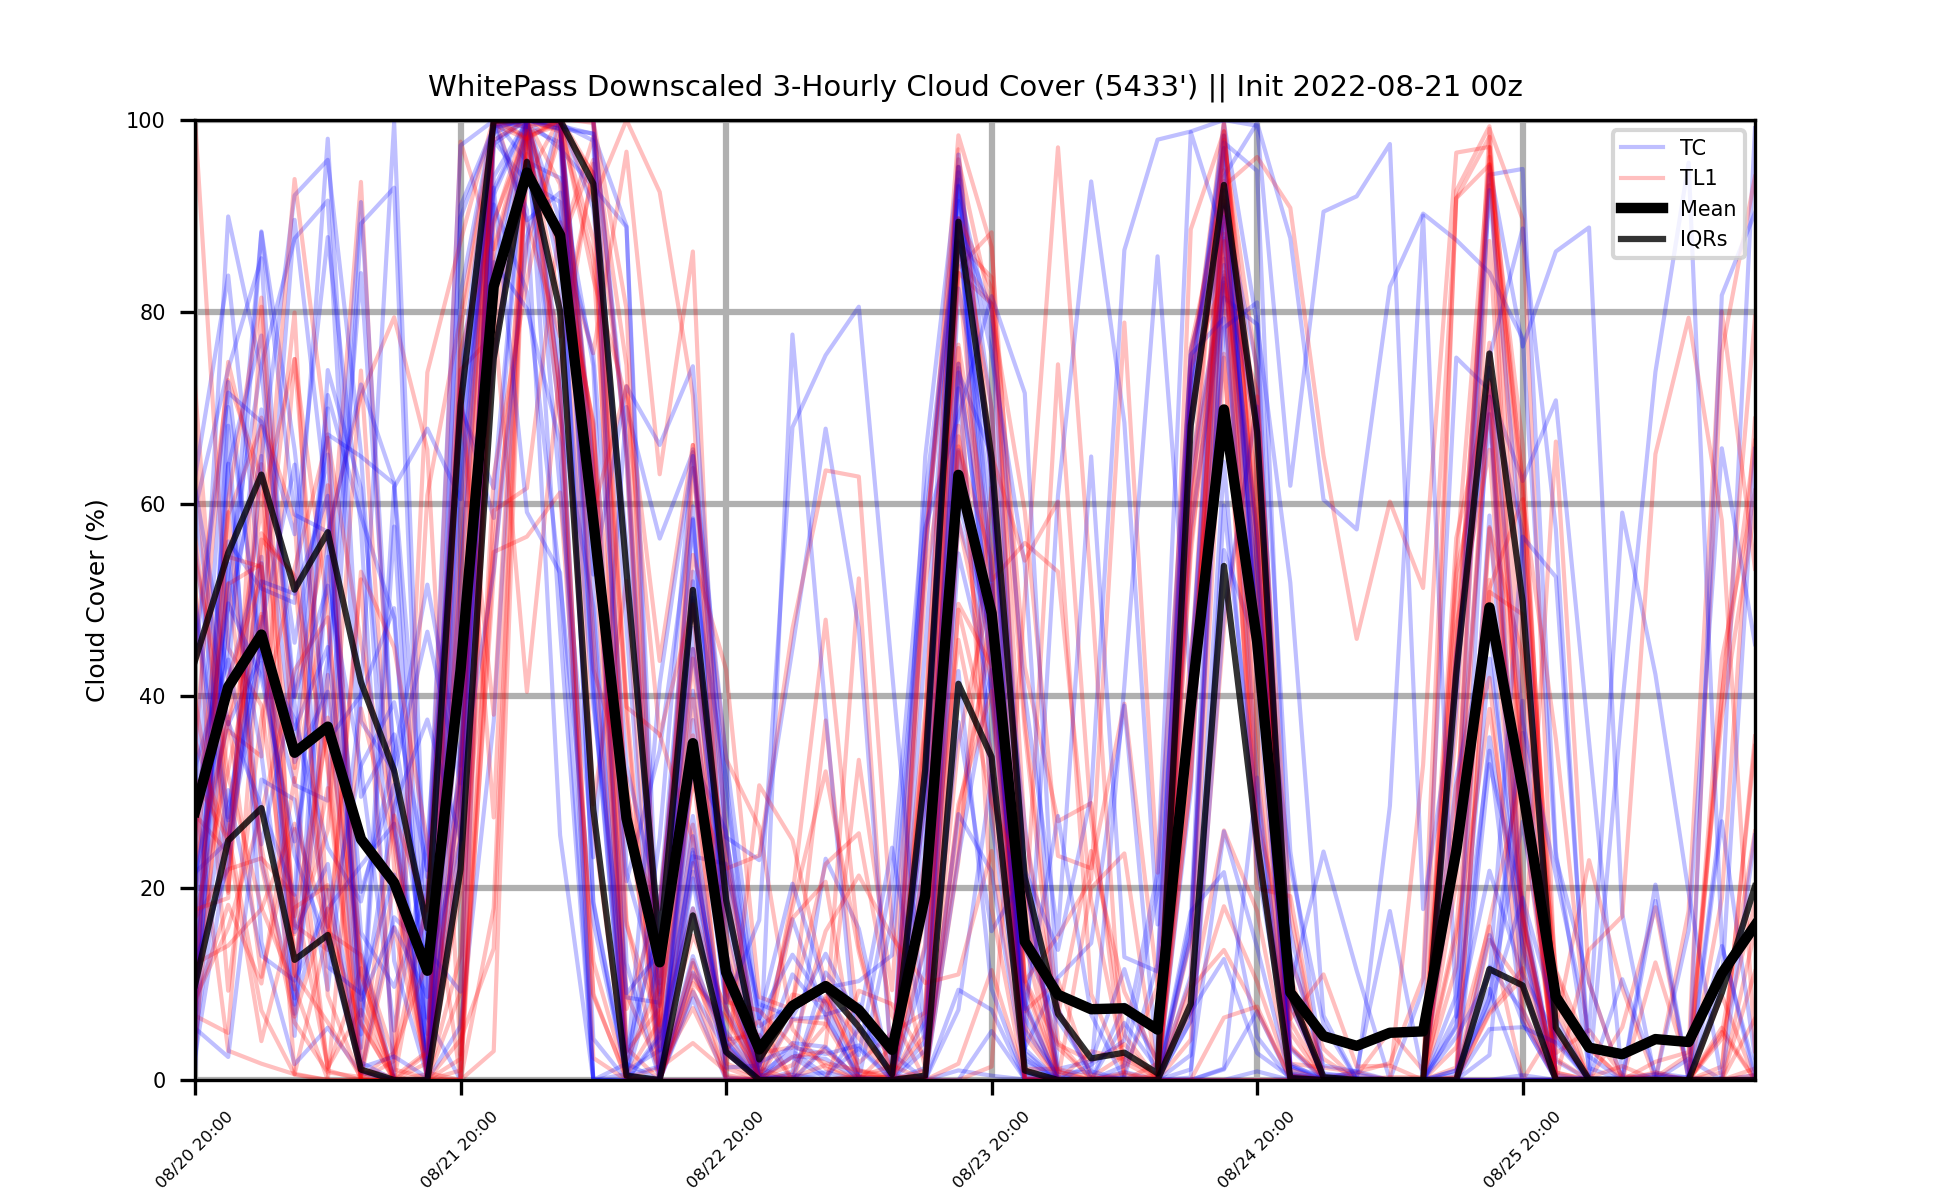 WhitePass Downscaled 3-Hourly Cloud Cover (5433') || Init 2022-08-21 00z
Cloud Cover (%)
100
80
60
40
20
0
TC
TL1
Mean
IQRs
08/20 20:00
08/21 20:00
08/22 20:00
08/23 20:00
08/24 20:00
08/25 20:00